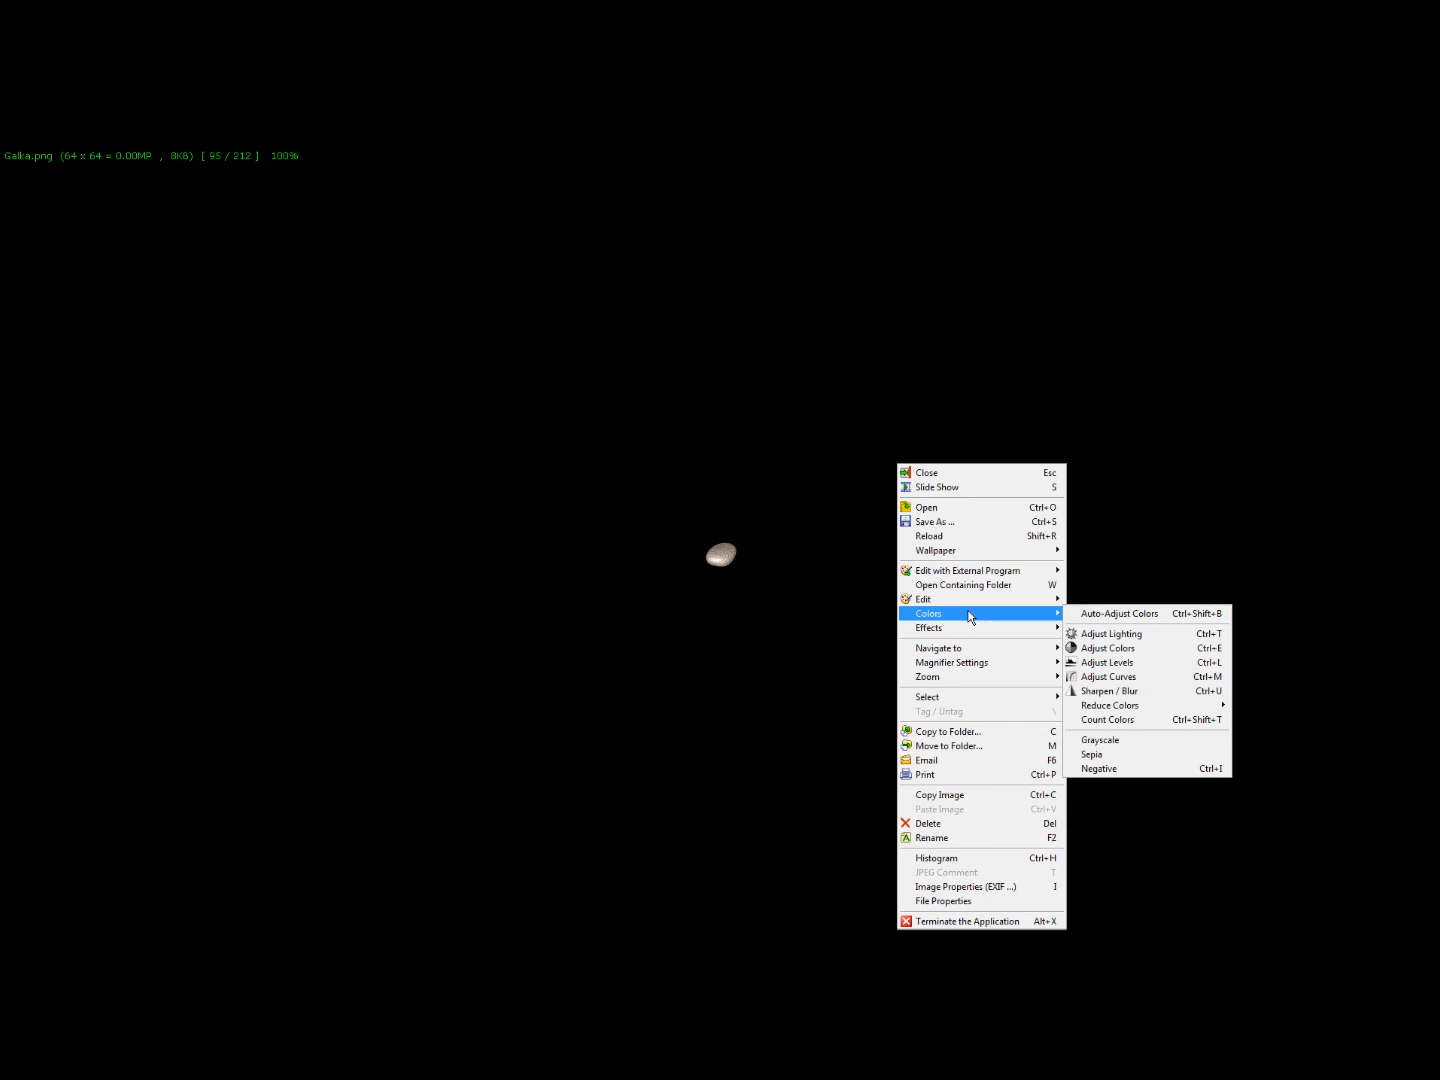 Galka.png (64 x 64 = 0.00MP , 8KB) [ 95 / 212 ] 100%
Close Esc
Slide Show S
Open Ctrl+O
Save As ... Ctrl+S
Reload Shift+R
Wallpaper
Edit with External Program
Open Containing Folder W
Edit
Colors
Effects
Navigate to
Magnifier Settings
Zoom
Select
Tag / Untag \
Copy to Folder... C
Move to Folder... M
Email F6
Print Ctrl+P
Copy Image Ctrl+C
Paste Image Ctrl+V
Delete Del
Rename F2
Histogram Ctrl+H
JPEG Comment T
Image Properties (EXIF ...) I
File Properties
Terminate the Application Alt+X
Auto-Adjust Colors Ctrl+Shift+B
Adjust Lighting Ctrl+T
Adjust Colors Ctrl+E
Adjust Levels Ctrl+L
Adjust Curves Ctrl+M
Sharpen / Blur Ctrl+U
Reduce Colors
Count Colors Ctrl+Shift+T
Grayscale
Sepia
Negative Ctrl+I